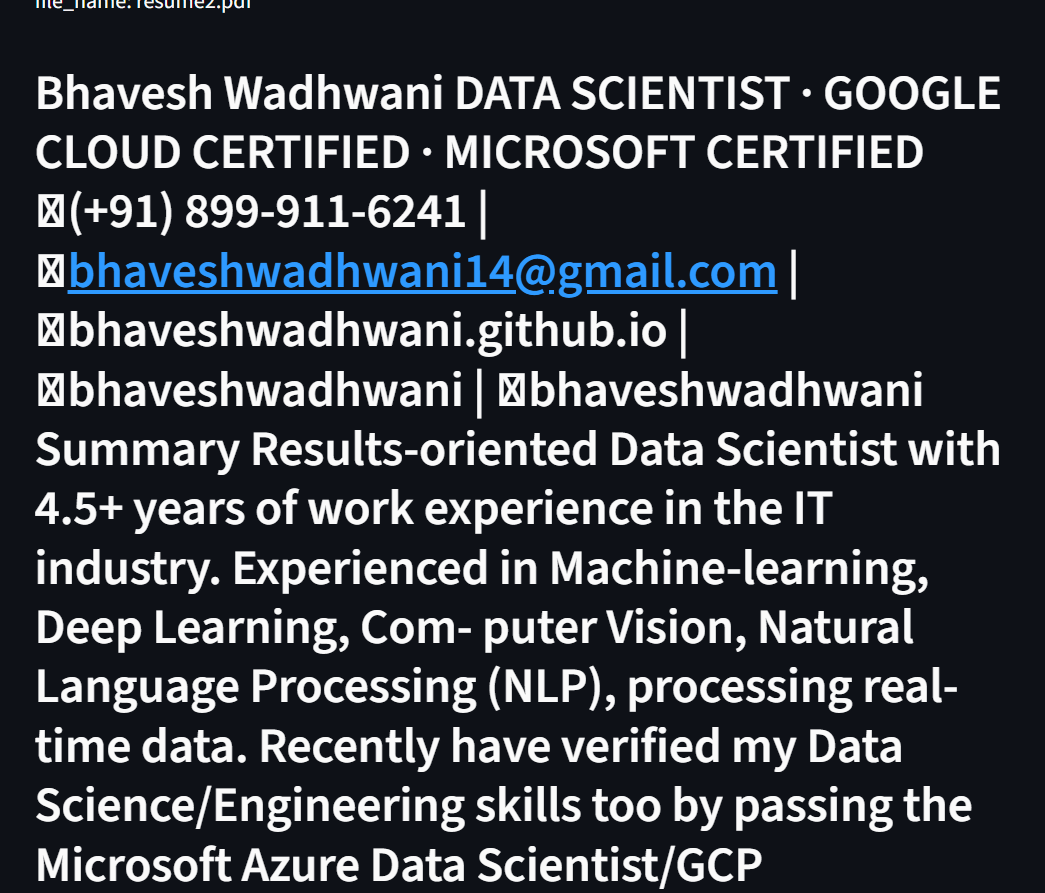 file_name: resume2.pdf
Bhavesh Wadhwani DATA SCIENTIST · GOOGLE
CLOUD CERTIFIED · MICROSOFT CERTIFIED
(+91) 899-911-6241 |
bhaveshwadhwani14@gmail.com |
bhaveshwadhwani.github.io |
bhaveshwadhwani | bhaveshwadhwani
Summary Results-oriented Data Scientist with
4.5+ years of work experience in the IT
industry. Experienced in Machine-learning,
Deep Learning, Com- puter Vision, Natural
Language Processing (NLP), processing real-
time data. Recently have verified my Data
Science/Engineering skills too by passing the
Microsoft Azure Data Scientist/GCP